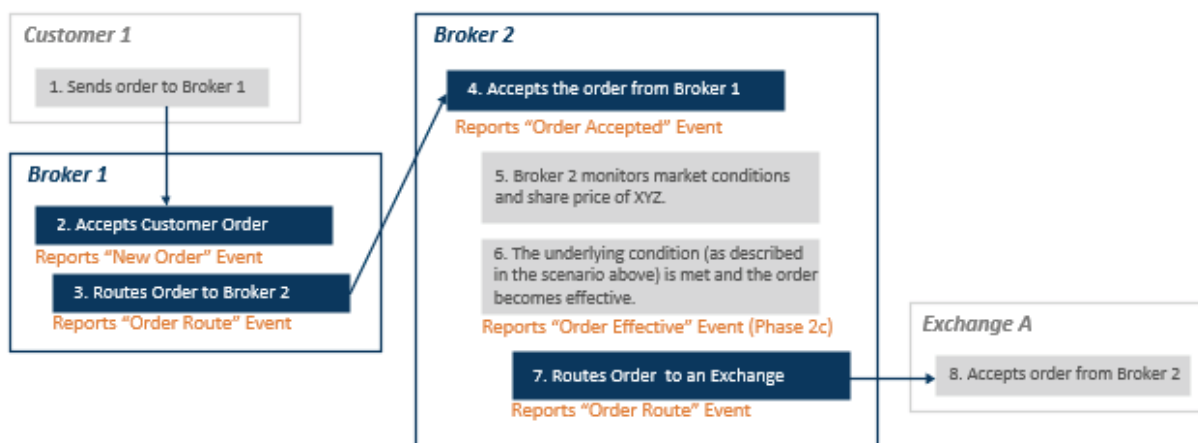 Customer 1
1. Sends order to Broker 1
Broker 1
2. Accepts Customer Order
Reports “New Order” Event
3. Routes Order to Broker 2
Reports “Order Route” Event
Broker 2
4. Accepts the order from Broker 1
Reports “Order Accepted” Event
5. Broker 2 monitors market conditions
and share price of XYZ.
6. The underlying condition (as described
in the scenario above) is met and the order
becomes effective.
Reports “Order Effective” Event (Phase 2c)
7. Routes Order  to an Exchange
Reports “Order Route” Event
Exchange A
8. Accepts order from Broker 2